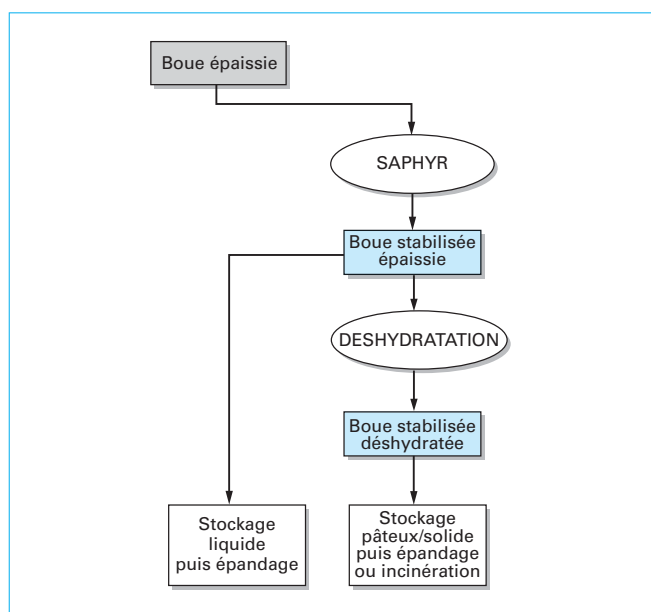 Boue épaissie
SAPHYR
Boue stabilisée
épaissie
DESHYDRATATION
Boue stabilisée
déshydratée
Stockage
liquide
puis épandage
Stockage
pâteux/solide
puis épandage
ou incinération